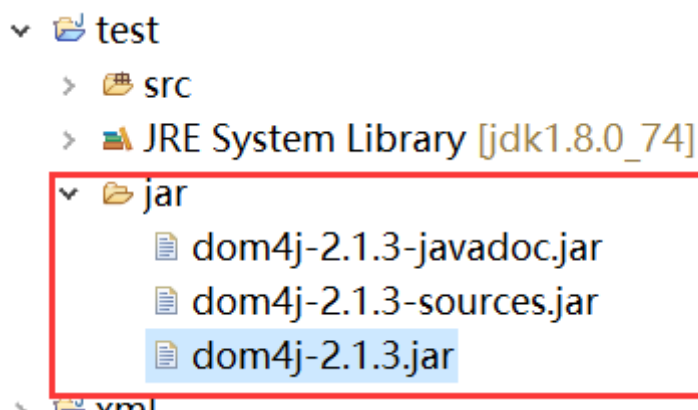 test
src
JRE System Library [jdk1.8.0_74]
jar
dom4j-2.1.3-javadoc.jar
dom4j-2.1.3-sources.jar
dom4j-2.1.3.jar
xml